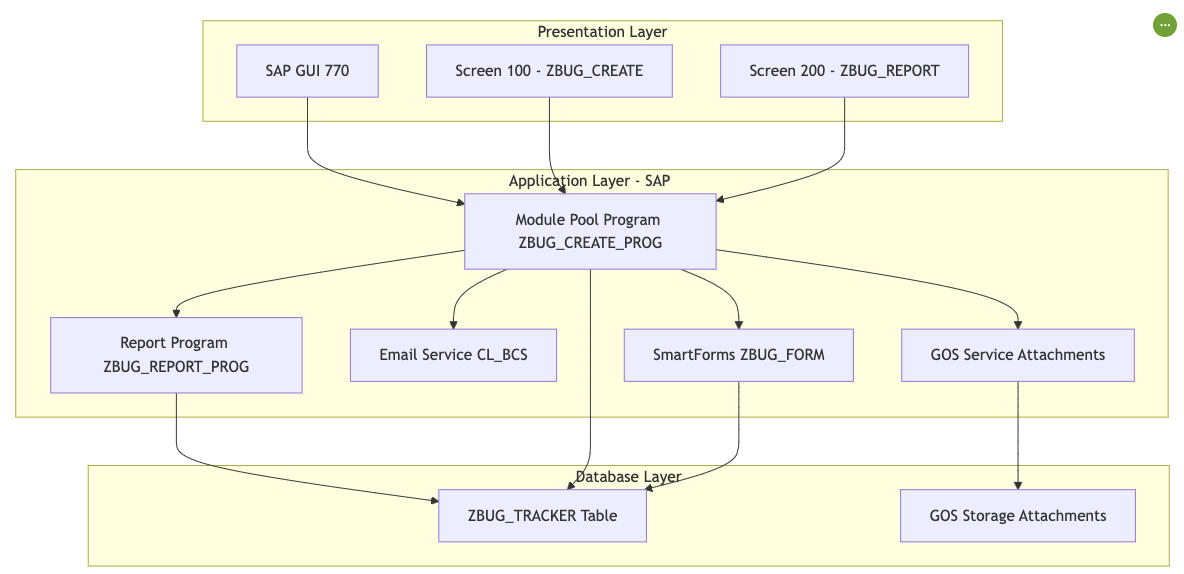 Presentation Layer
SAP GUI 770
Screen 100 - ZBUG_CREATE
Screen 200 - ZBUG_REPORT
Application Layer - SAP
Module Pool Program
ZBUG_CREATE_PROG
Report Program
ZBUG_REPORT_PROG
Email Service CL_BCS
SmartForms ZBUG_FORM
GOS Service Attachments
Database Layer
ZBUG_TRACKER Table
GOS Storage Attachments